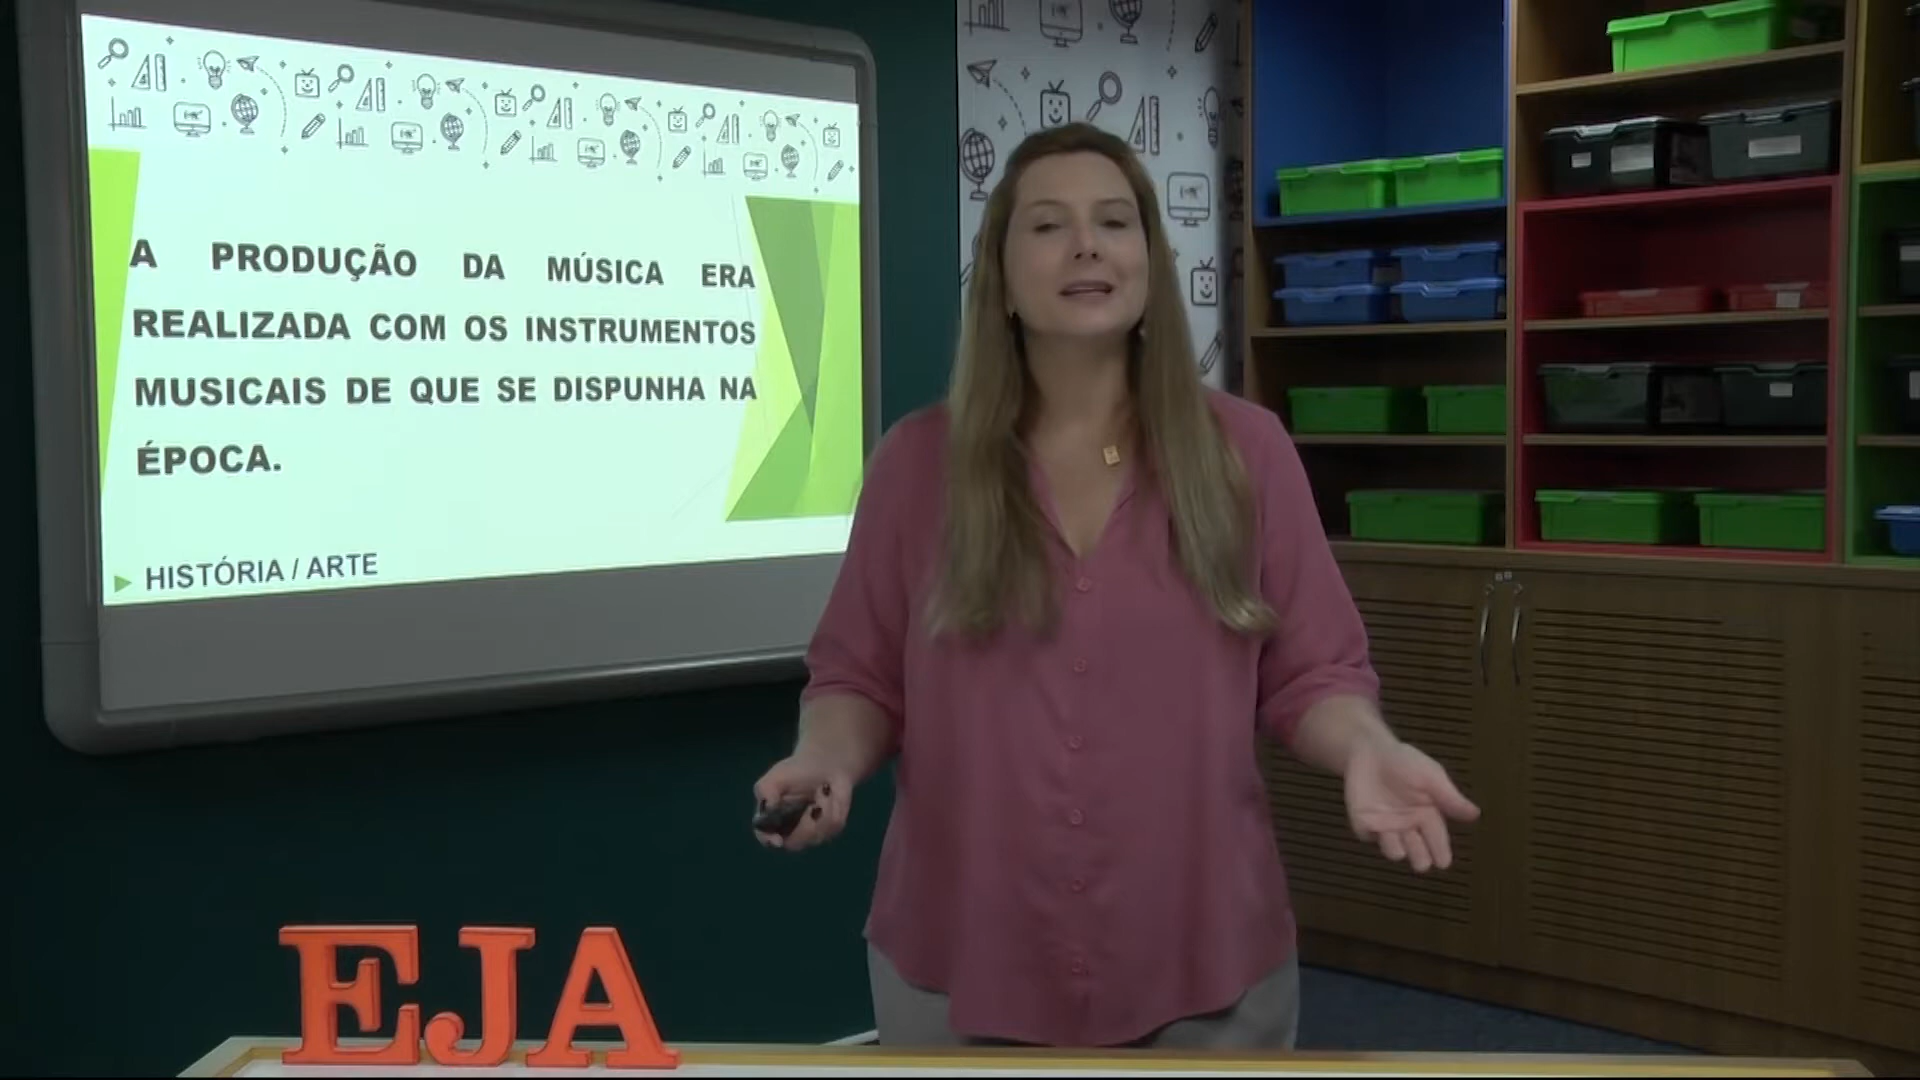 A PRODUÇÃO DA MÚSICA ERA
REALIZADA COM OS INSTRUMENTOS
MUSICAIS DE QUE SE DISPUNHA NA
ÉPOCA.
HISTÓRIA / ARTE
EJA